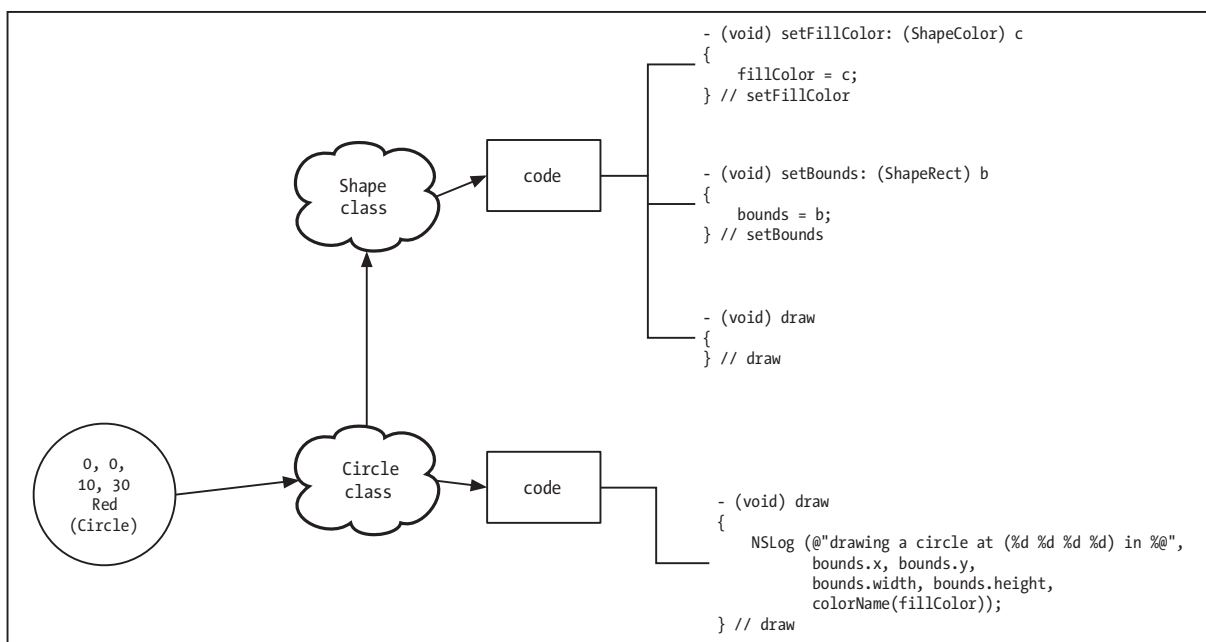 - (void) setFillColor: (ShapeColor) c
{
fillColor = c;
} // setFillColor
Shape
class
code
- (void) setBounds: (ShapeRect) b
{
bounds = b;
} // setBounds
- (void) draw
{
} // draw
0, 0,
10, 30
Red
(Circle)
Circle
class
code
- (void) draw
{
NSLog (@"drawing a circle at (%d %d %d %d) in %@",
bounds.x, bounds.y,
bounds.width, bounds.height,
colorName(fillColor));
} // draw